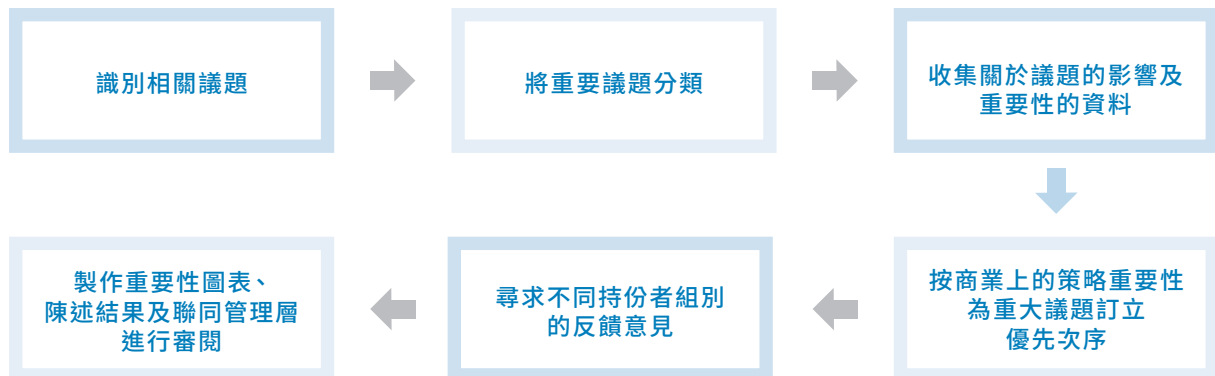 識別相關議題
將重要議題分類
收集關於議題的影響及
重要性的資料
按商業上的策略重要性
為重大議題訂立
優先次序
尋求不同持份者組別
的反饋意見
製作重要性圖表、
陳述結果及聯同管理層
進行審閱